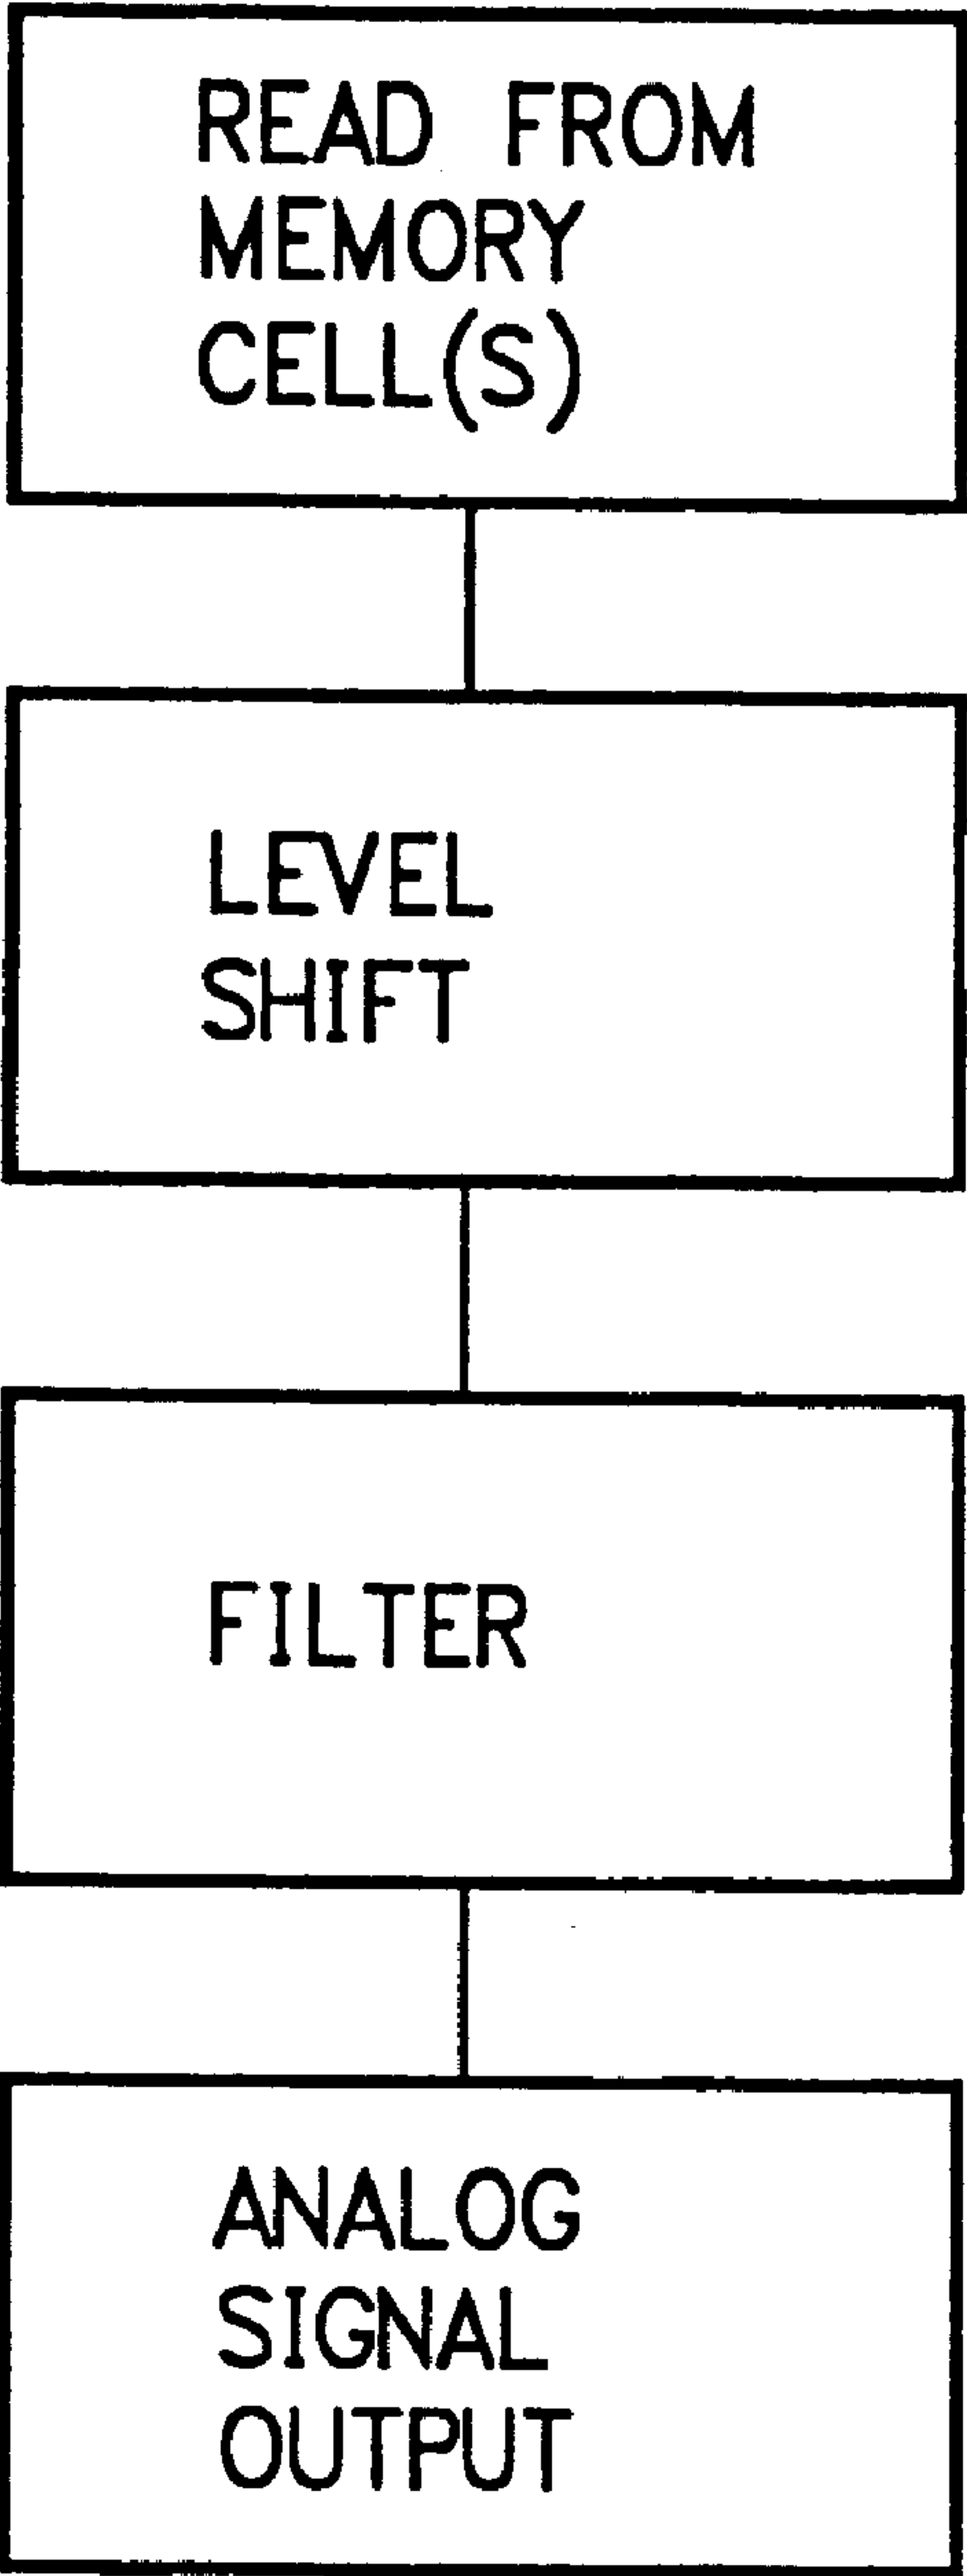 READ FROM
MEMORY
CELL(S)
LEVEL
SHIFT
FILTER
ANALOG
SIGNAL
OUTPUT